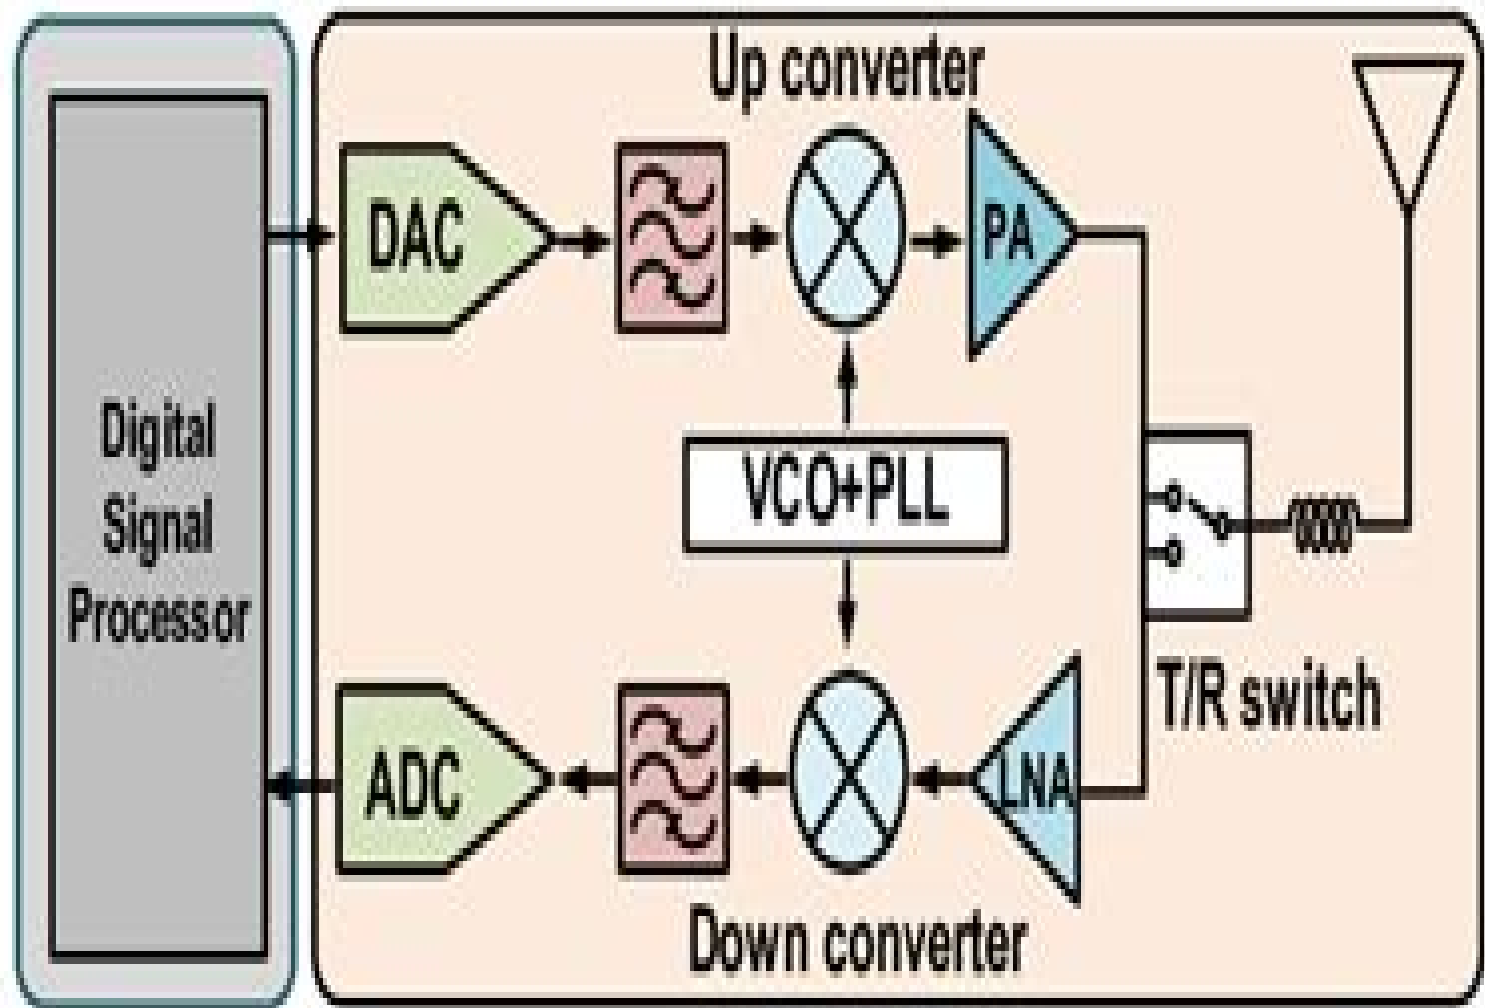 Up converter
DAC
PA
Digital
Signal
Processor
VCO+PLL
T/R switch
ADC
LNA
Down converter